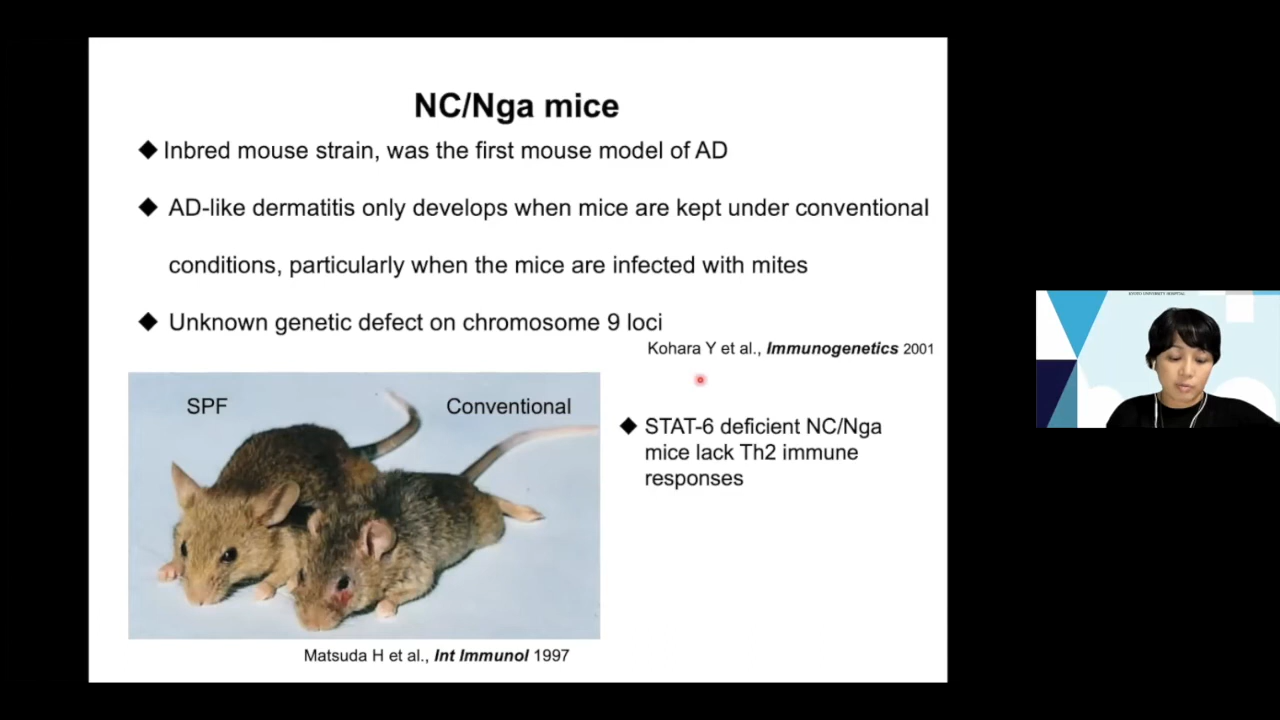 NC/Nga mice
◆ Inbred mouse strain, was the first mouse model of AD
◆ AD-like dermatitis only develops when mice are kept under conventional
conditions, particularly when the mice are infected with mites
◆ Unknown genetic defect on chromosome 9 loci
Kohara Y et al., Immunogenetics 2001
SPF
Conventional
◆ STAT-6 deficient NC/Nga
mice lack Th2 immune
responses
Matsuda H et al., Int Immunol 1997
KYOTO UNIVERSITY HOSPITAL